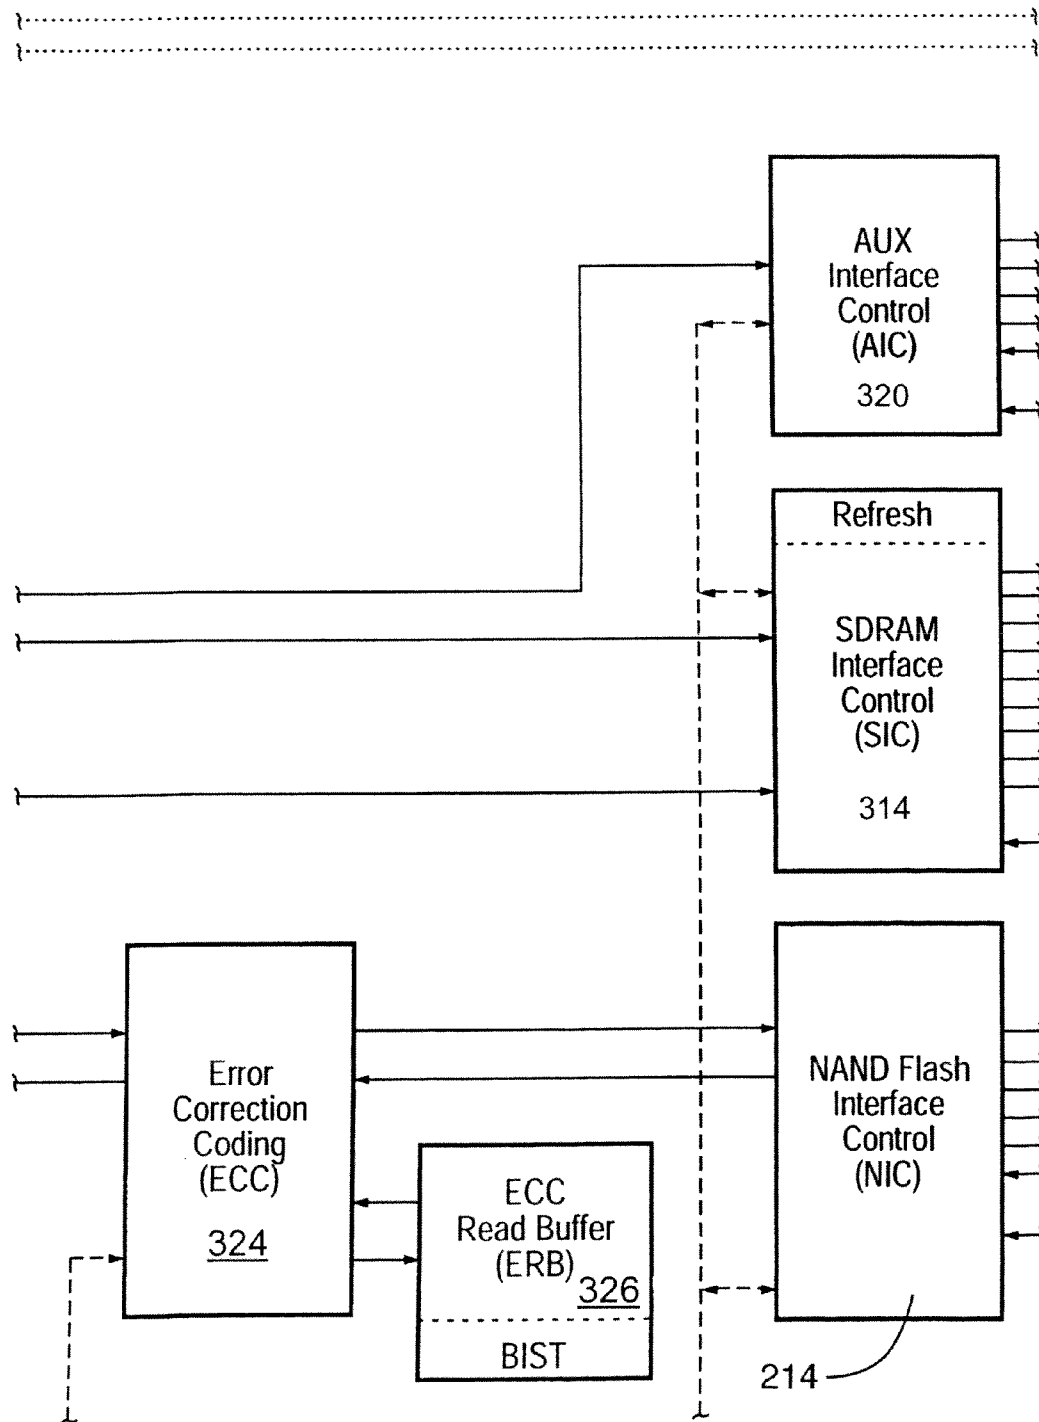 AUX
Interface
Control
(AIC)
320
Refresh
SDRAM
Interface
Control
(SIC)
314
Error
Correction
Coding
(ECC)
324
ECC
Read Buffer
(ERB)
326
BIST
NAND Flash
Interface
Control
(NIC)
214